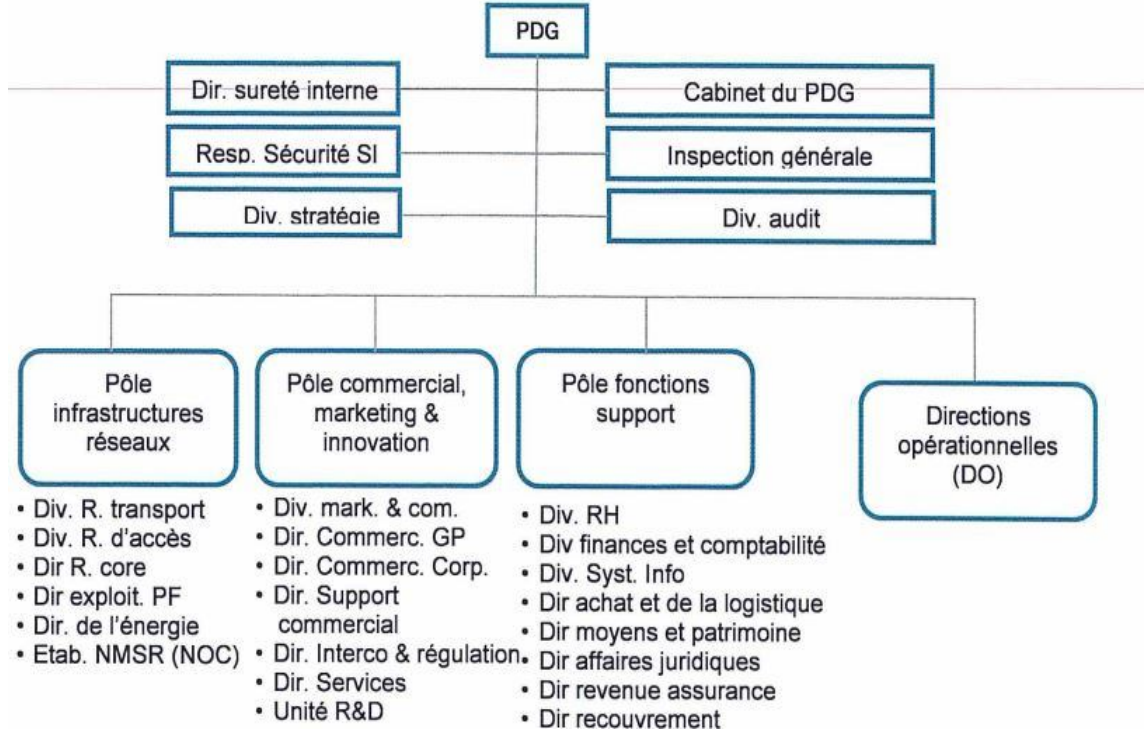 PDG
Dir. sureté interne
Cabinet du PDG
Resp. Sécurité SI
Inspection générale
Div. stratégie
Div. audit
Pôle
infrastructures
réseaux
Pôle commercial,
marketing &
innovation
Pôle fonctions
support
Directions
opérationnelles
(DO)
• Div. R. transport
• Div. R. d'accès
• Dir R. core
• Dir exploit. PF
• Dir. de l'énergie
• Etab. NMSR (NOC)
• Div. mark. & com.
• Dir. Commerc. GP
• Dir. Commerc. Corp.
• Dir. Support
commercial
• Dir. Interco & régulation
• Dir. Services
• Unité R&D
• Div. RH
• Div finances et comptabilité
• Div. Syst. Info
• Dir achat et de la logistique
• Dir moyens et patrimoine
• Dir affaires juridiques
• Dir revenue assurance
• Dir recouvrement